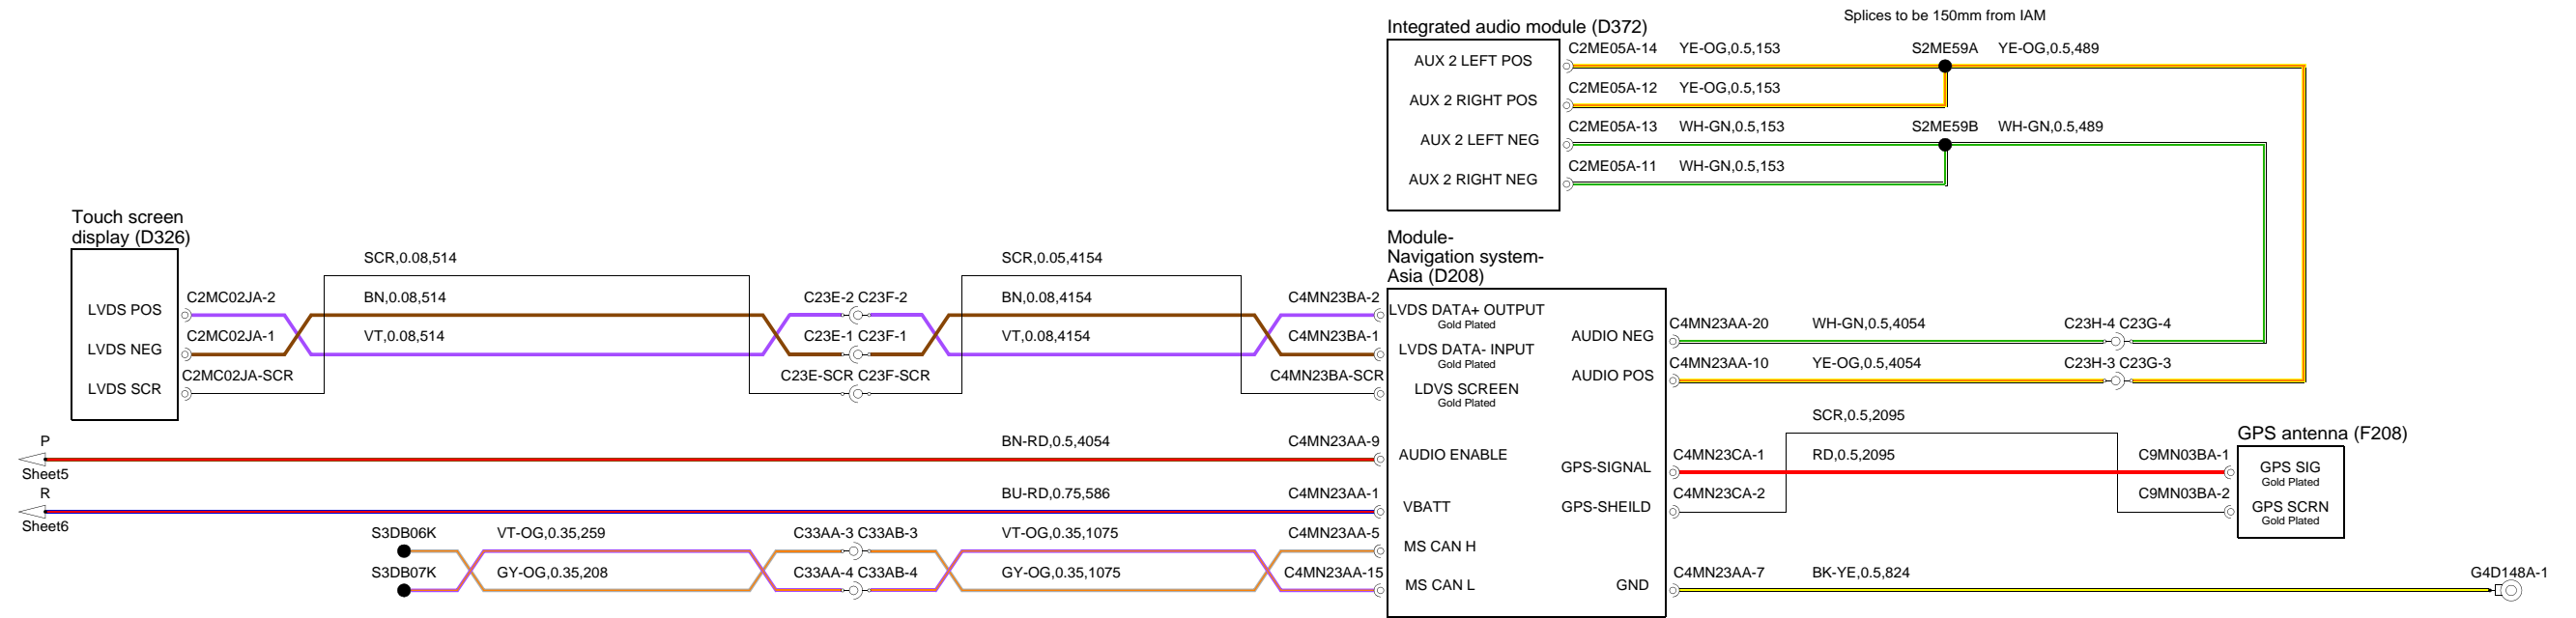 Splices to be 150mm from IAM
Integrated audio module (D372)
AUX 2 LEFT POS
C2ME05A-14 YE-OG,0.5,153 S2ME59A YE-OG,0.5,489
AUX 2 RIGHT POS
C2ME05A-12 YE-OG,0.5,153
AUX 2 LEFT NEG
C2ME05A-13 WH-GN,0.5,153 S2ME59B WH-GN,0.5,489
AUX 2 RIGHT NEG
C2ME05A-11 WH-GN,0.5,153
Touch screen
display (D326)
LVDS POS
LVDS NEG
LVDS SCR
C2MC02JA-2
C2MC02JA-1
C2MC02JA-SCR
SCR,0.08,514
BN,0.08,514
VT,0.08,514
C23E-2 C23F-2
C23E-1 C23F-1
C23E-SCR C23F-SCR
SCR,0.05,4154
BN,0.08,4154
VT,0.08,4154
C4MN23BA-2
C4MN23BA-1
C4MN23BA-SCR
Module-
Navigation system-
Asia (D208)
LVDS DATA+ OUTPUT
Gold Plated
LVDS DATA- INPUT
Gold Plated
LDVS SCREEN
Gold Plated
AUDIO ENABLE
VBATT
MS CAN H
MS CAN L
AUDIO NEG
AUDIO POS
GPS-SIGNAL
GPS-SHEILD
GND
C4MN23AA-20 WH-GN,0.5,4054 C23H-4 C23G-4
C4MN23AA-10 YE-OG,0.5,4054 C23H-3 C23G-3
SCR,0.5,2095
C4MN23CA-1 RD,0.5,2095 C9MN03BA-1
C4MN23CA-2 C9MN03BA-2
GPS antenna (F208)
GPS SIG
Gold Plated
GPS SCRN
Gold Plated
C4MN23AA-7 BK-YE,0.5,824 G4D148A-1
P
Sheet5
BN-RD,0.5,4054 C4MN23AA-9
R
Sheet6
BU-RD,0.75,586 C4MN23AA-1
S3DB06K VT-OG,0.35,259 C33AA-3 C33AB-3 VT-OG,0.35,1075 C4MN23AA-5
S3DB07K GY-OG,0.35,208 C33AA-4 C33AB-4 GY-OG,0.35,1075 C4MN23AA-15